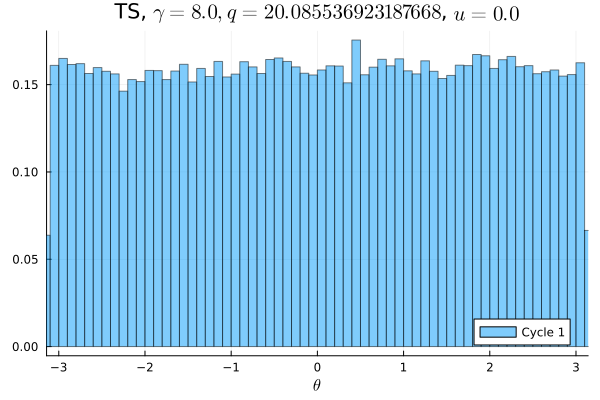 TS, γ = 8.0, q = 20.085536923187668, u = 0.0
0.15
0.10
0.05
0.00
Cycle 1
−3 −2 −1 0 1 2 3
θ